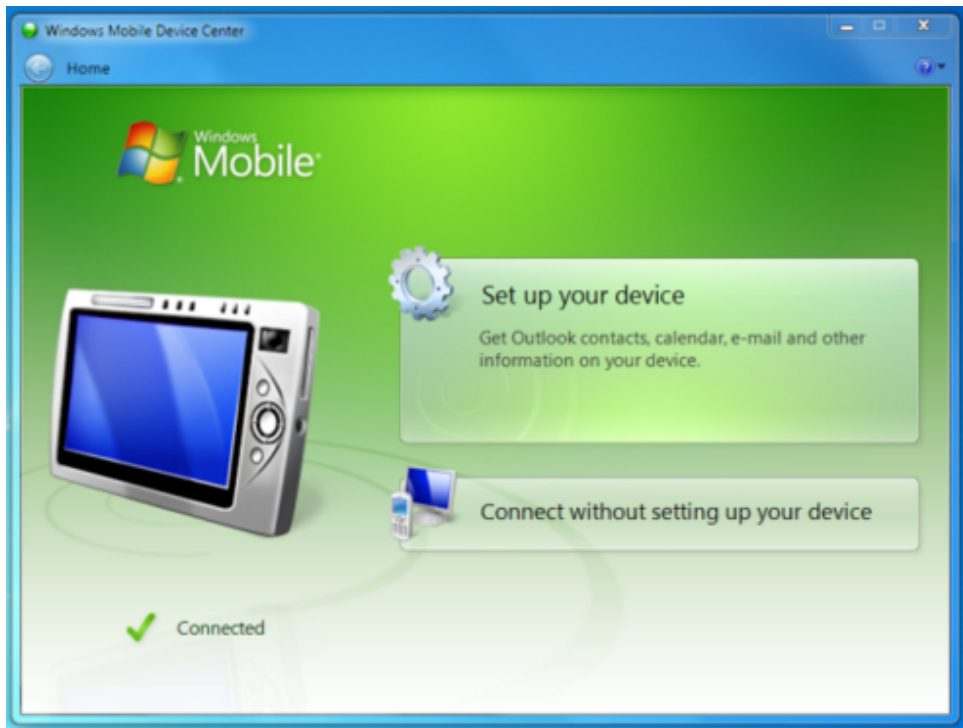 Windows Mobile Device Center
Home
Windows
Mobile
Set up your device
Get Outlook contacts, calendar, e-mail and other
information on your device.
Connect without setting up your device
Connected